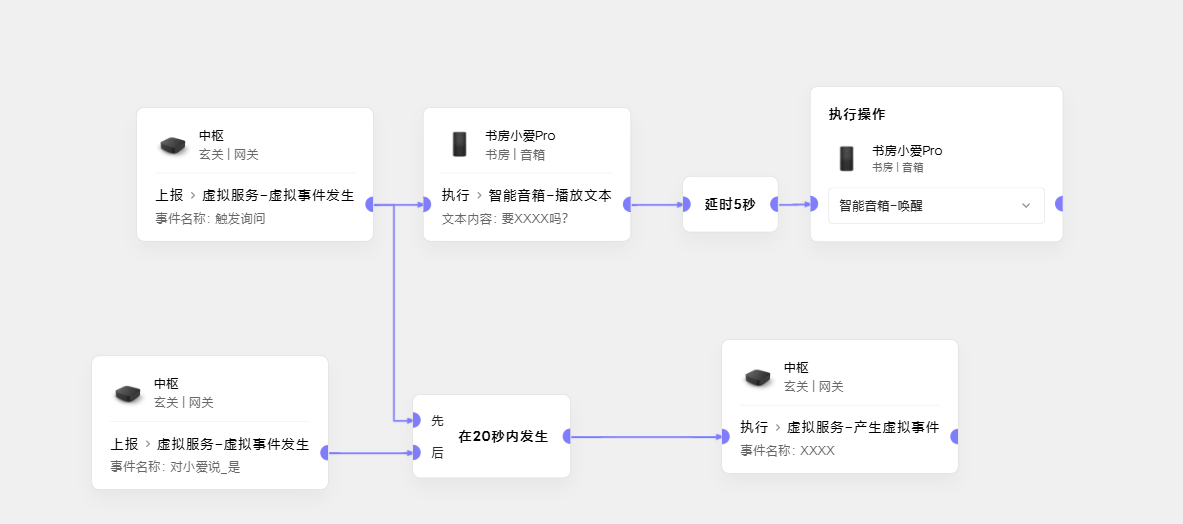 中枢
玄关 | 网关
上报 > 虚拟服务-虚拟事件发生
事件名称: 触发询问
书房小爱Pro
书房 | 音箱
执行 > 智能音箱-播放文本
文本内容: 要XXXX吗?
延时5秒
执行操作
书房小爱Pro
书房 | 音箱
智能音箱-唤醒
中枢
玄关 | 网关
上报 > 虚拟服务-虚拟事件发生
事件名称: 对小爱说_是
先
在20秒内发生
后
中枢
玄关 | 网关
执行 > 虚拟服务-产生虚拟事件
事件名称: XXXX